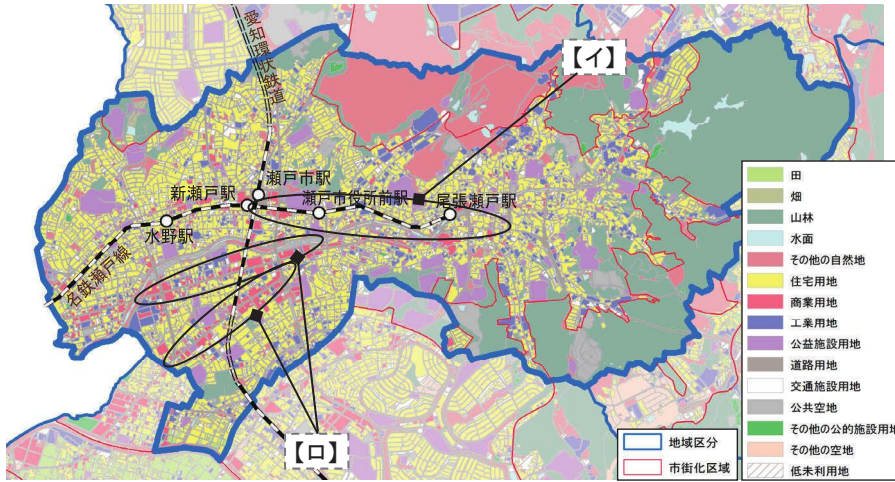 愛知環状鉄道
【イ】
瀬戸市駅
新瀬戸駅
瀬戸市役所前駅
尾張瀬戸駅
水野駅
名鉄瀬戸線
【ロ】
田
畑
山林
水面
その他の自然地
住宅用地
商業用地
工業用地
公益施設用地
道路用地
交通施設用地
公共空地
その他の公的施設用地
その他の空地
低未利用地
地域区分
市街化区域